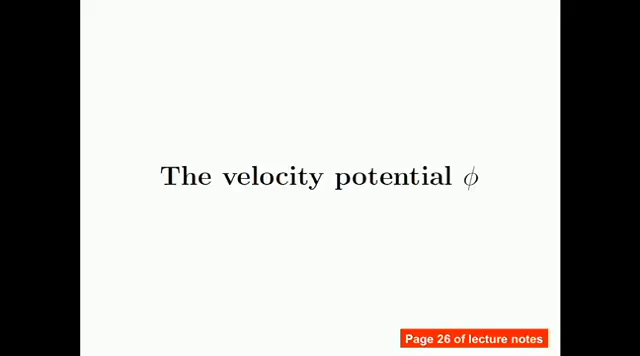 The velocity potential ϕ
Page 26 of lecture notes